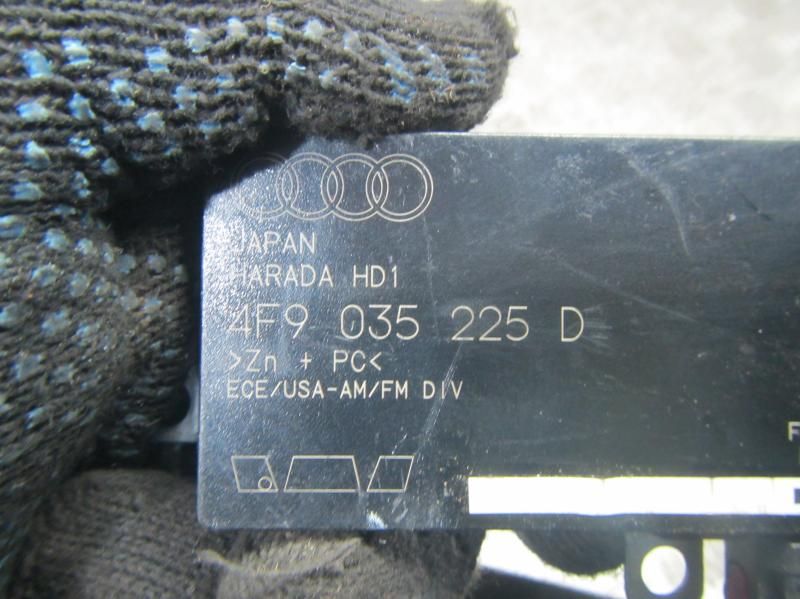 JAPAN
HARADA HD1
4F9 035 225 D
>Zn + PC<
ECE/USA-AM/FM DIV
F